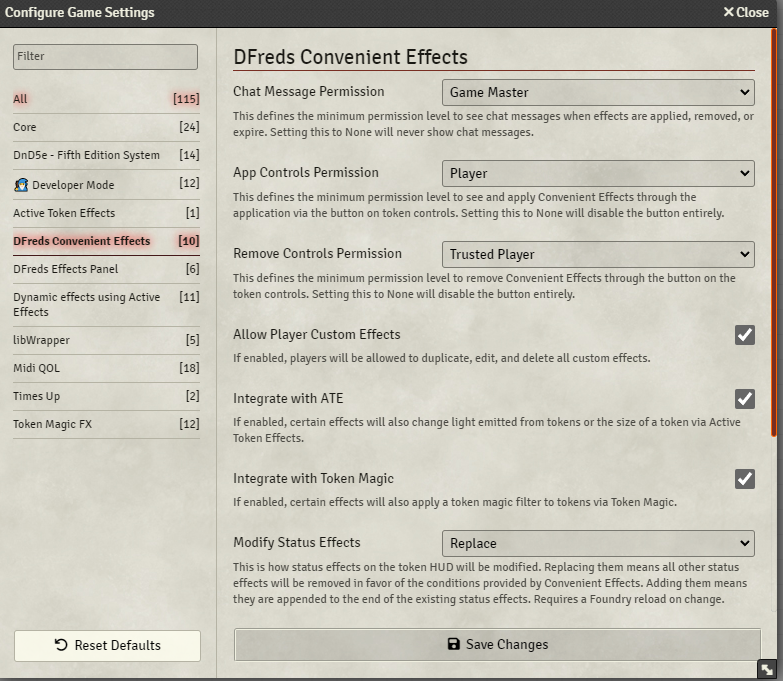 Configure Game Settings
Close
Filter
All [115]
Core [24]
DnD5e - Fifth Edition System [14]
Developer Mode [12]
Active Token Effects [1]
DFreds Convenient Effects [10]
DFreds Effects Panel [6]
Dynamic effects using Active
Effects [11]
libWrapper [5]
Midi QOL [18]
Times Up [2]
Token Magic FX [12]
Reset Defaults
DFreds Convenient Effects
Chat Message Permission
Game Master
This defines the minimum permission level to see chat messages when effects are applied, removed, or
expire. Setting this to None will never show chat messages.
App Controls Permission
Player
This defines the minimum permission level to see and apply Convenient Effects through the
application via the button on token controls. Setting this to None will disable the button entirely.
Remove Controls Permission
Trusted Player
This defines the minimum permission level to remove Convenient Effects through the button on the
token controls. Setting this to None will disable the button entirely.
Allow Player Custom Effects
If enabled, players will be allowed to duplicate, edit, and delete all custom effects.
Integrate with ATE
If enabled, certain effects will also change light emitted from tokens or the size of a token via Active
Token Effects.
Integrate with Token Magic
If enabled, certain effects will also apply a token magic filter to tokens via Token Magic.
Modify Status Effects
Replace
This is how status effects on the token HUD will be modified. Replacing them means all other status
effects will be removed in favor of the conditions provided by Convenient Effects. Adding them means
they are appended to the end of the existing status effects. Requires a Foundry reload on change.
Save Changes